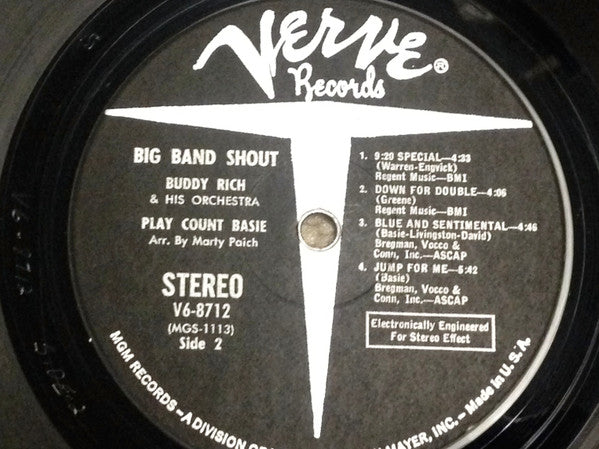 VERVE®
Records
BIG BAND SHOUT
BUDDY RICH
& HIS ORCHESTRA
PLAY COUNT BASIE
Arr. By Marty Paich
STEREO
V6-8712
(MGS-1113)
Side 2
1. 9:20 SPECIAL—4:33
(Warren-Engvick)
Regent Music—BMI
2. DOWN FOR DOUBLE—4:06
(Greene)
Regent Music—BMI
3. BLUE AND SENTIMENTAL—4:46
(Basie-Livingston-David)
Bregman, Vocco &
Conn, Inc.—ASCAP
4. JUMP FOR ME—5:42
(Basie)
Bregman, Vocco &
Conn, Inc.—ASCAP
Electronically Engineered
For Stereo Effect
MGM RECORDS—A DIVISION OF MAYER, INC.—Made in U.S.A.